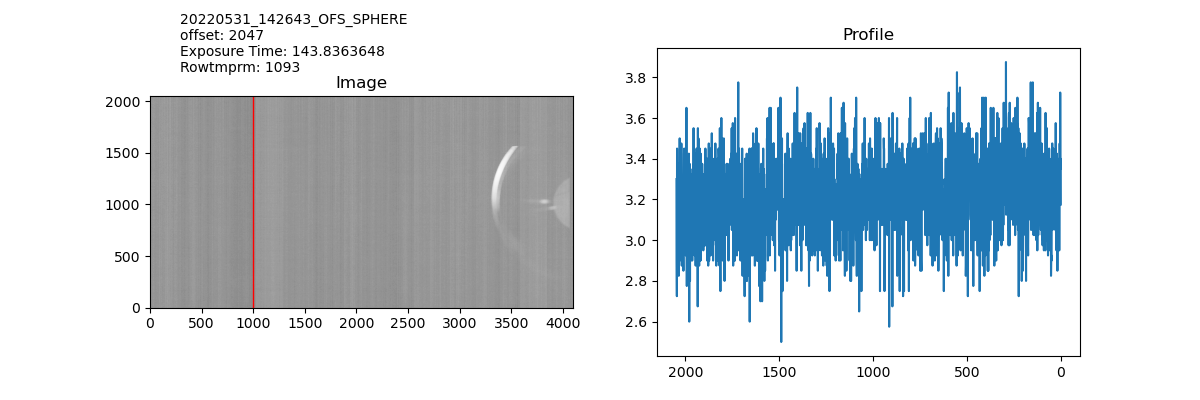 20220531_142643_OFS_SPHERE
offset: 2047
Exposure Time: 143.8363648
Rowtmprm: 1093
Image
2000
1500
1000
500
0
0 500 1000 1500 2000 2500 3000 3500 4000
Profile
3.8
3.6
3.4
3.2
3.0
2.8
2.6
2000 1500 1000 500 0